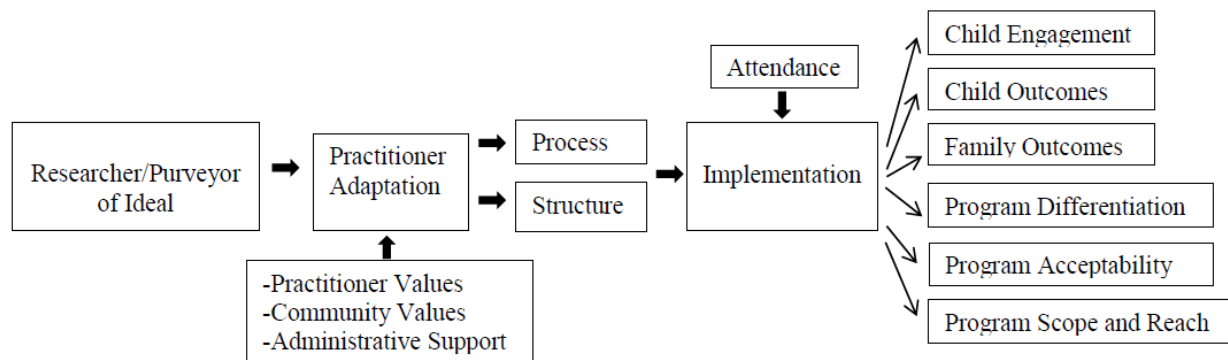 Researcher/Purveyor
of Ideal
Practitioner
Adaptation
-Practitioner Values
-Community Values
-Administrative Support
Process
Structure
Attendance
Implementation
Child Engagement
Child Outcomes
Family Outcomes
Program Differentiation
Program Acceptability
Program Scope and Reach